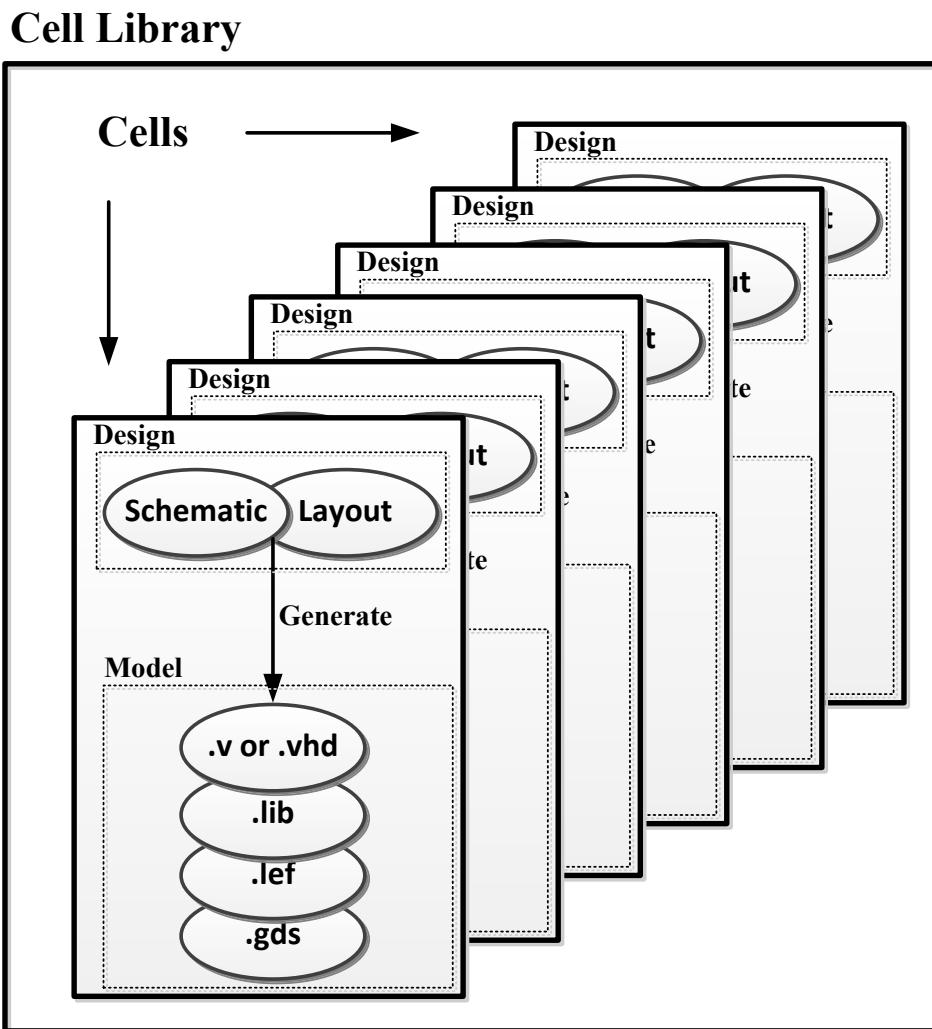 Cell Library
Cells
Design
Design
Design
Design
Design
Design
Schematic Layout
Generate
Model
.v or .vhd
.lib
.lef
.gds